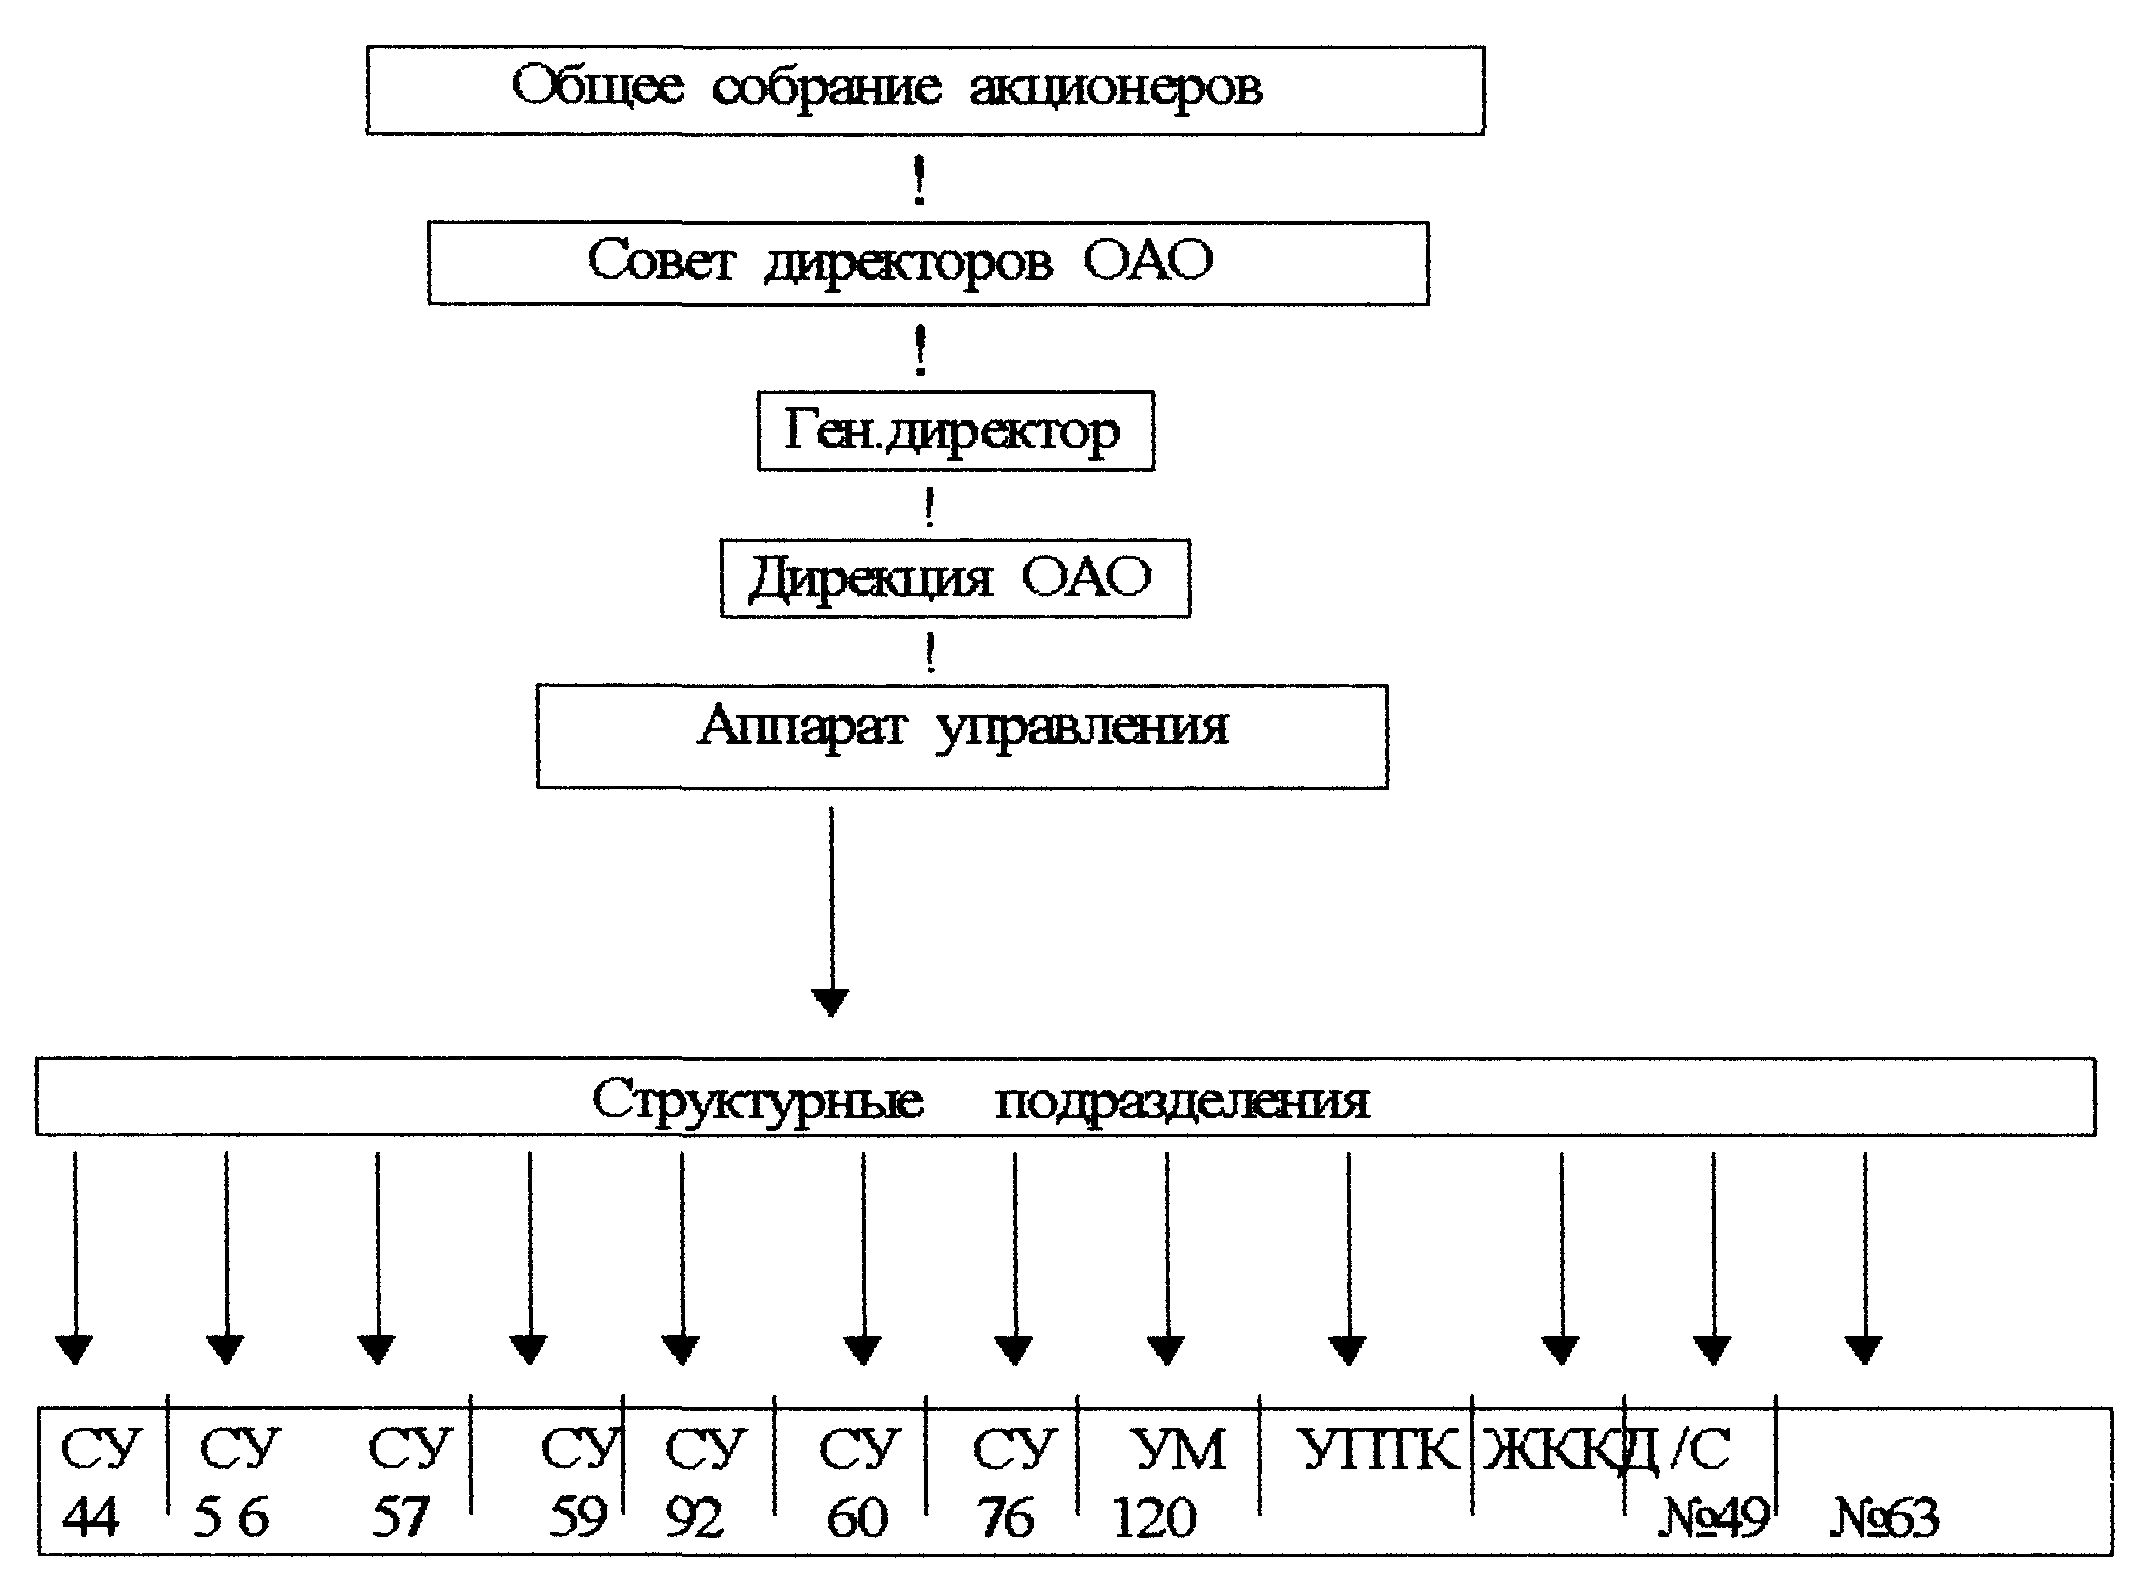 Общее собрание акционеров
!
Совет директоров ОАО
!
Ген.директор
!
Дирекция ОАО
!
Аппарат управления
Структурные подразделения
СУ СУ СУ СУ СУ СУ СУ УМ УПТК ЖКК Д/С
44 5 6 57 59 92 60 76 120 №49 №63